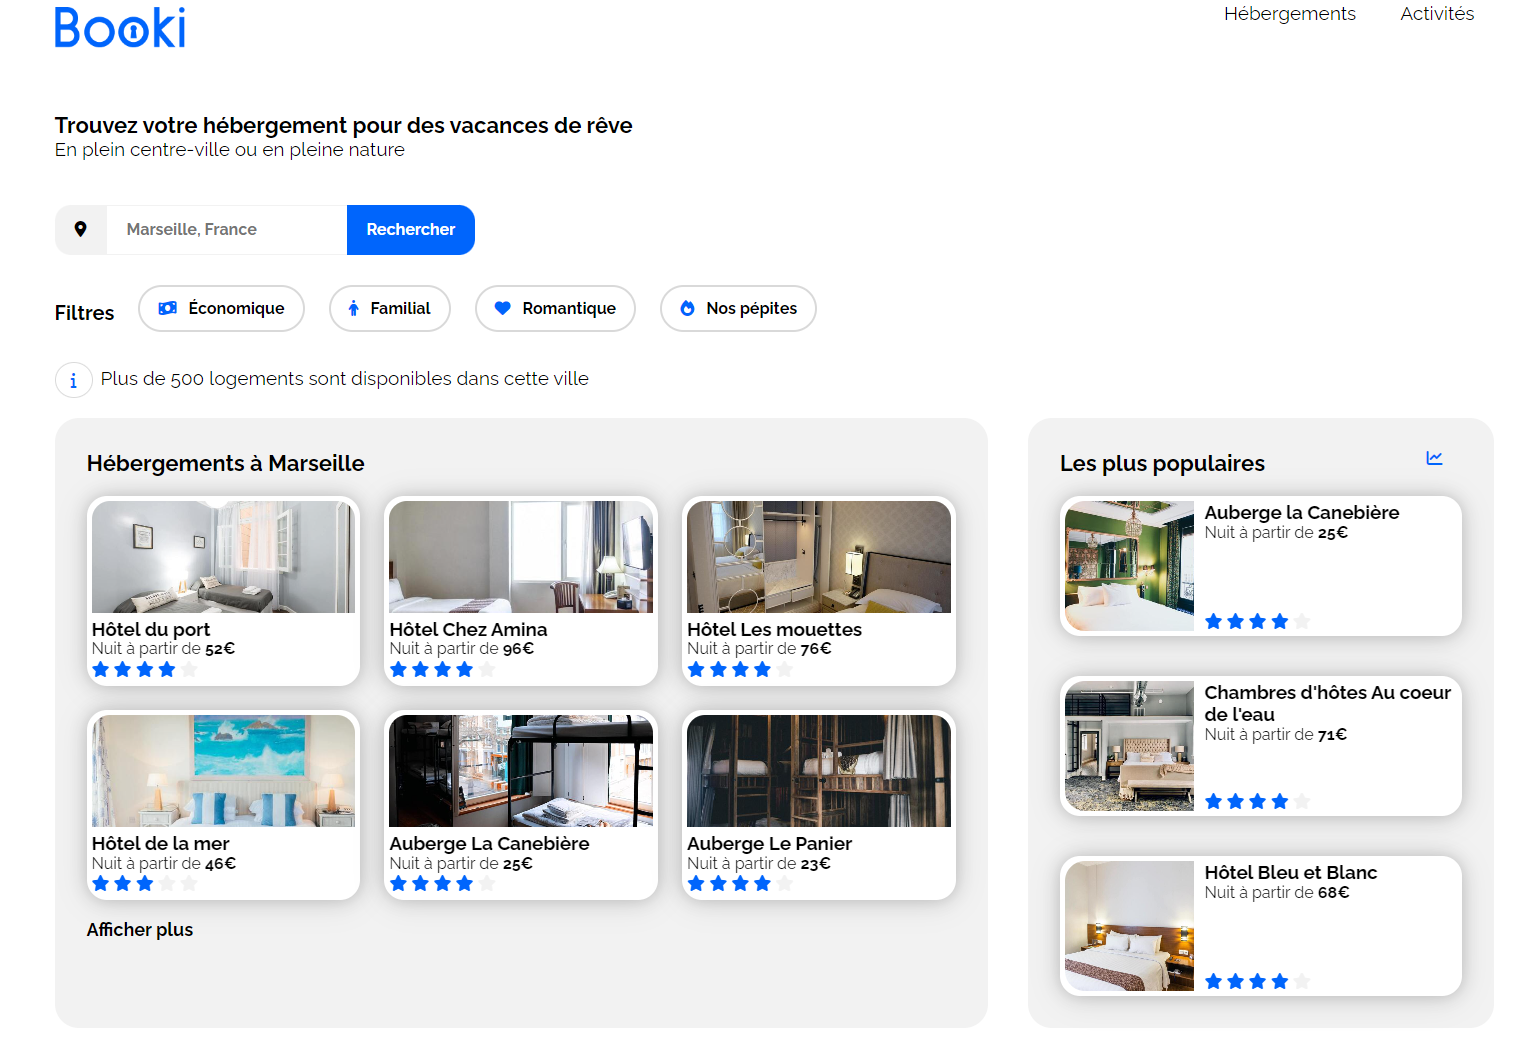 Booki
Hébergements
Activités
Trouvez votre hébergement pour des vacances de rêve
En plein centre-ville ou en pleine nature
Marseille, France
Rechercher
Filtres
Économique
Familial
Romantique
Nos pépites
Plus de 500 logements sont disponibles dans cette ville
Hébergements à Marseille
Hôtel du port
Nuit à partir de 52€
Hôtel Chez Amina
Nuit à partir de 96€
Hôtel Les mouettes
Nuit à partir de 76€
Hôtel de la mer
Nuit à partir de 46€
Auberge La Canebière
Nuit à partir de 25€
Auberge Le Panier
Nuit à partir de 23€
Afficher plus
Les plus populaires
Auberge la Canebière
Nuit à partir de 25€
Chambres d'hôtes Au coeur
de l'eau
Nuit à partir de 71€
Hôtel Bleu et Blanc
Nuit à partir de 68€